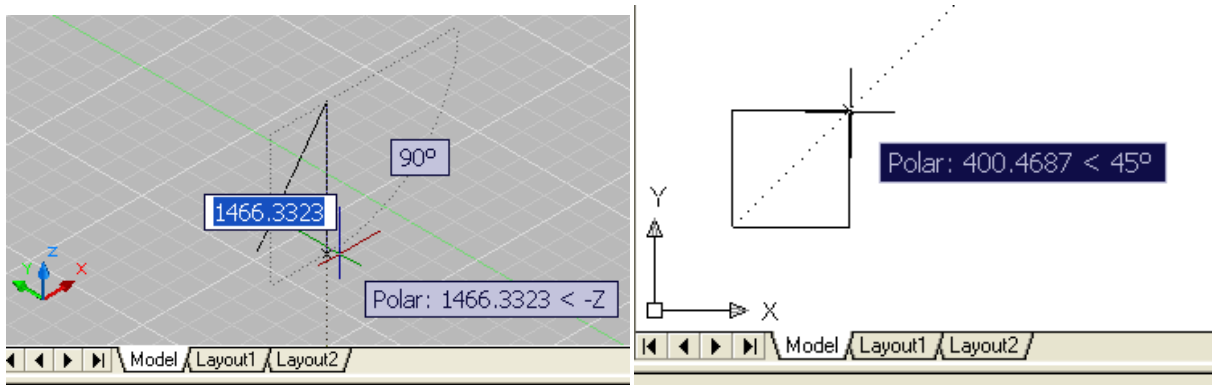 90º
1466.3323
Polar: 1466.3323 < -Z
Z
Y
X
Model Layout1 Layout2
Polar: 400.4687 < 45º
Y
X
Model Layout1 Layout2